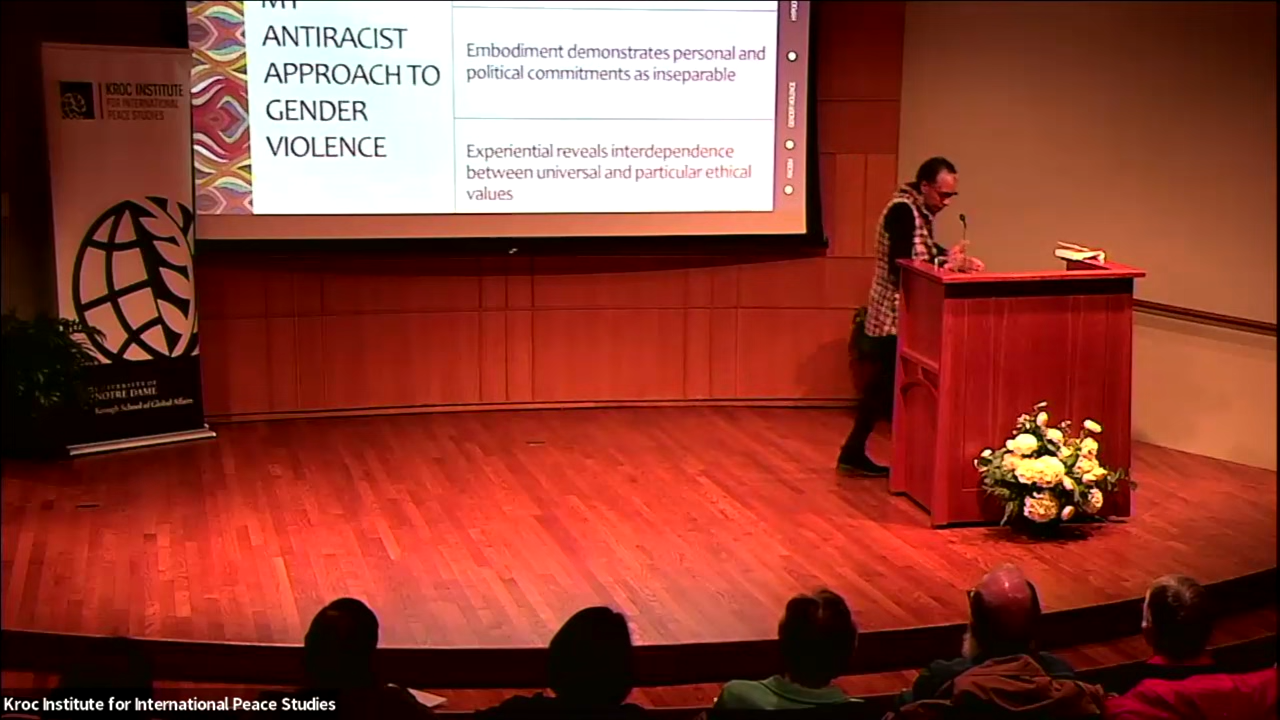 ANTIRACIST
APPROACH TO
GENDER
VIOLENCE
Embodiment demonstrates personal and
political commitments as inseparable
Experiential reveals interdependence
between universal and particular ethical
values
KROC INSTITUTE
FOR INTERNATIONAL
PEACE STUDIES
UNIVERSITY OF
NOTRE DAME
Keough School of Global Affairs
Kroc Institute for International Peace Studies